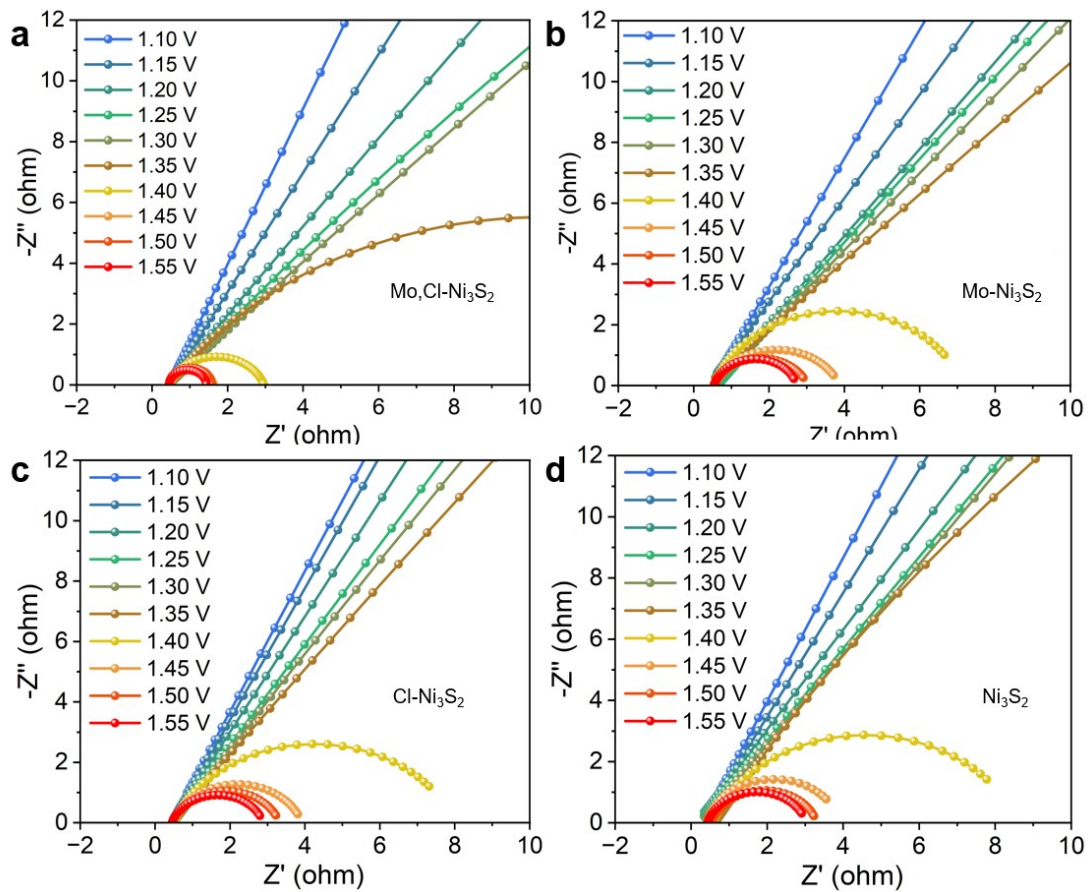 a
12
10
8
6
4
2
0
-Z" (ohm)
1.10 V
1.15 V
1.20 V
1.25 V
1.30 V
1.35 V
1.40 V
1.45 V
1.50 V
1.55 V
Mo,Cl-Ni3S2
−2 0 2 4 6 8 10
Z' (ohm)
b
12
10
8
6
4
2
0
-Z" (ohm)
1.10 V
1.15 V
1.20 V
1.25 V
1.30 V
1.35 V
1.40 V
1.45 V
1.50 V
1.55 V
Mo-Ni3S2
−2 0 2 4 6 8 10
Z' (ohm)
c
12
10
8
6
4
2
0
-Z" (ohm)
1.10 V
1.15 V
1.20 V
1.25 V
1.30 V
1.35 V
1.40 V
1.45 V
1.50 V
1.55 V
Cl-Ni3S2
−2 0 2 4 6 8 10
Z' (ohm)
d
12
10
8
6
4
2
0
-Z" (ohm)
1.10 V
1.15 V
1.20 V
1.25 V
1.30 V
1.35 V
1.40 V
1.45 V
1.50 V
1.55 V
Ni3S2
−2 0 2 4 6 8 10
Z' (ohm)